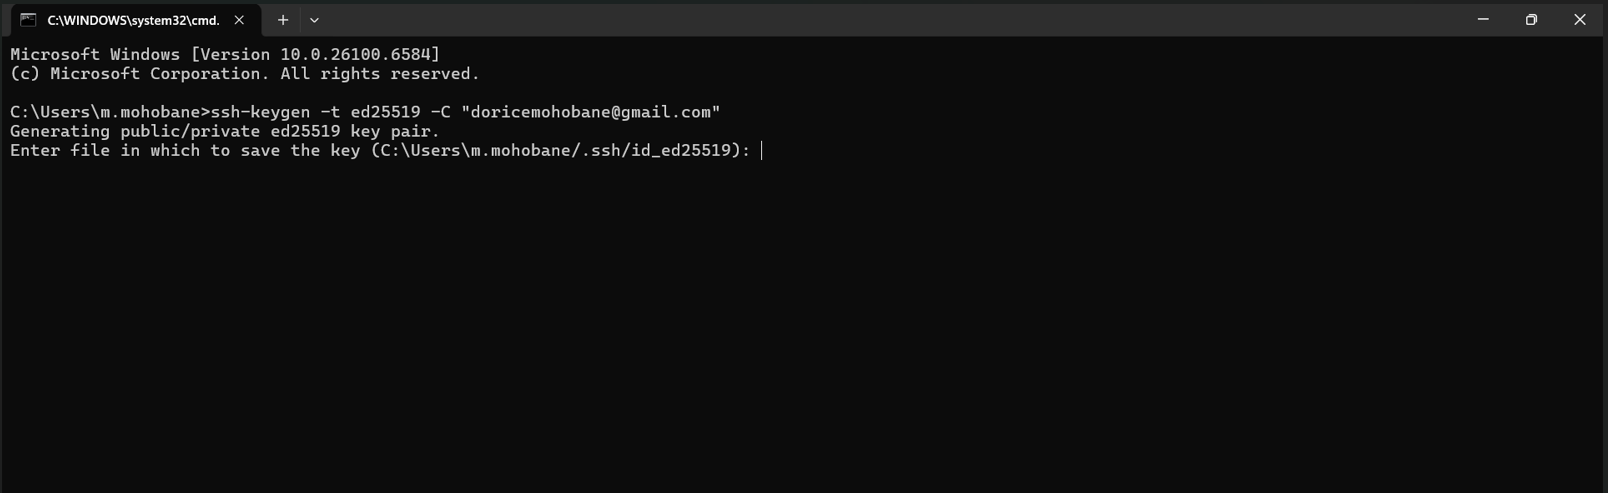 C:\WINDOWS\system32\cmd.
Microsoft Windows [Version 10.0.26100.6584]
(c) Microsoft Corporation. All rights reserved.
C:\Users\m.mohobane>ssh-keygen -t ed25519 -C "doricemohobane@gmail.com"
Generating public/private ed25519 key pair.
Enter file in which to save the key (C:\Users\m.mohobane/.ssh/id_ed25519):